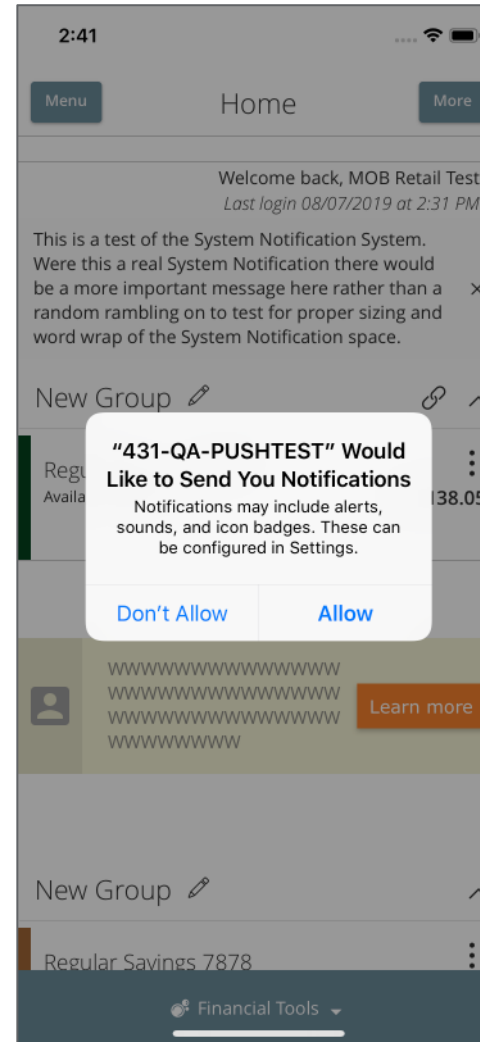 2:41
Menu
Home
More
Welcome back, MOB Retail Test
Last login 08/07/2019 at 2:31 PM
This is a test of the System Notification System.
Were this a real System Notification there would
be a more important message here rather than a
random rambling on to test for proper sizing and
word wrap of the System Notification space.
New Group
“431-QA-PUSHTEST” Would
Like to Send You Notifications
Notifications may include alerts,
sounds, and icon badges. These can
be configured in Settings.
Don’t Allow
Allow
138.05
WWWWWWWWWWWWWW
WWWWWWWWWWWWWW
WWWWWWWWWWWWWW
WWWWWWWW
Learn more
New Group
Regular Savings 7878
Financial Tools